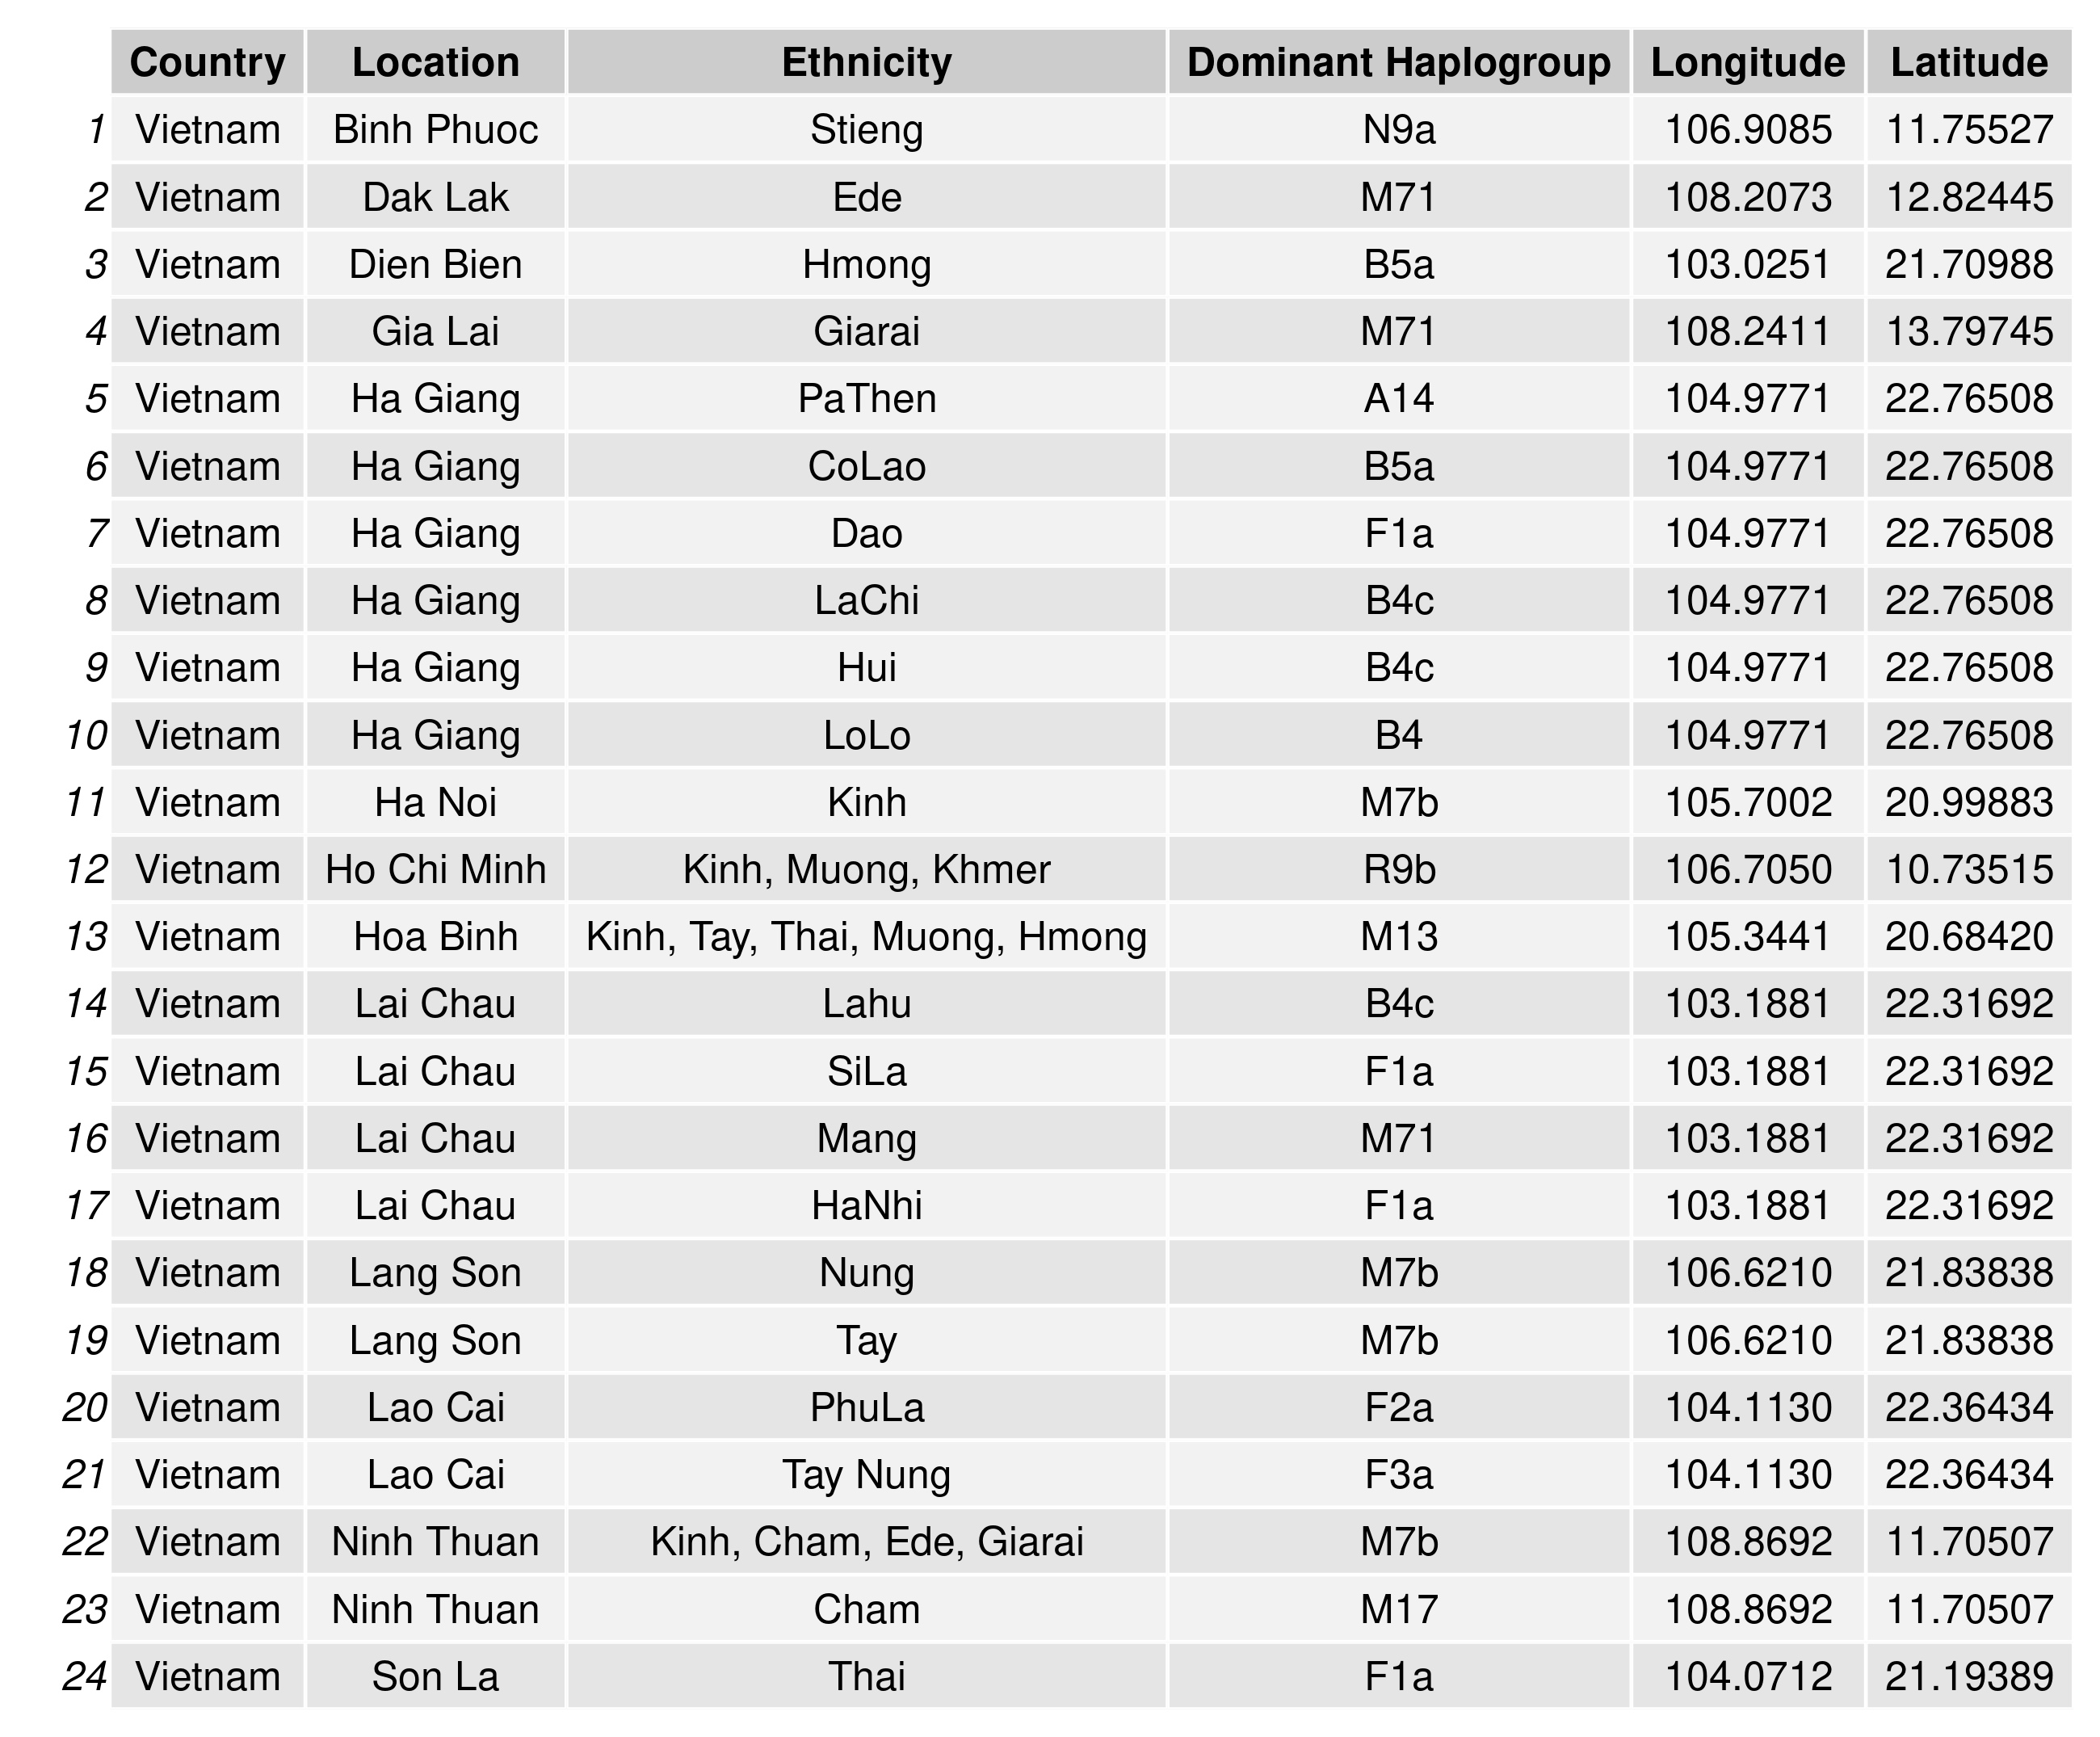 Country Location Ethnicity Dominant Haplogroup Longitude Latitude
1 Vietnam Binh Phuoc Stieng N9a 106.9085 11.75527
2 Vietnam Dak Lak Ede M71 108.2073 12.82445
3 Vietnam Dien Bien Hmong B5a 103.0251 21.70988
4 Vietnam Gia Lai Giarai M71 108.2411 13.79745
5 Vietnam Ha Giang PaThen A14 104.9771 22.76508
6 Vietnam Ha Giang CoLao B5a 104.9771 22.76508
7 Vietnam Ha Giang Dao F1a 104.9771 22.76508
8 Vietnam Ha Giang LaChi B4c 104.9771 22.76508
9 Vietnam Ha Giang Hui B4c 104.9771 22.76508
10 Vietnam Ha Giang LoLo B4 104.9771 22.76508
11 Vietnam Ha Noi Kinh M7b 105.7002 20.99883
12 Vietnam Ho Chi Minh Kinh, Muong, Khmer R9b 106.7050 10.73515
13 Vietnam Hoa Binh Kinh, Tay, Thai, Muong, Hmong M13 105.3441 20.68420
14 Vietnam Lai Chau Lahu B4c 103.1881 22.31692
15 Vietnam Lai Chau SiLa F1a 103.1881 22.31692
16 Vietnam Lai Chau Mang M71 103.1881 22.31692
17 Vietnam Lai Chau HaNhi F1a 103.1881 22.31692
18 Vietnam Lang Son Nung M7b 106.6210 21.83838
19 Vietnam Lang Son Tay M7b 106.6210 21.83838
20 Vietnam Lao Cai PhuLa F2a 104.1130 22.36434
21 Vietnam Lao Cai Tay Nung F3a 104.1130 22.36434
22 Vietnam Ninh Thuan Kinh, Cham, Ede, Giarai M7b 108.8692 11.70507
23 Vietnam Ninh Thuan Cham M17 108.8692 11.70507
24 Vietnam Son La Thai F1a 104.0712 21.19389